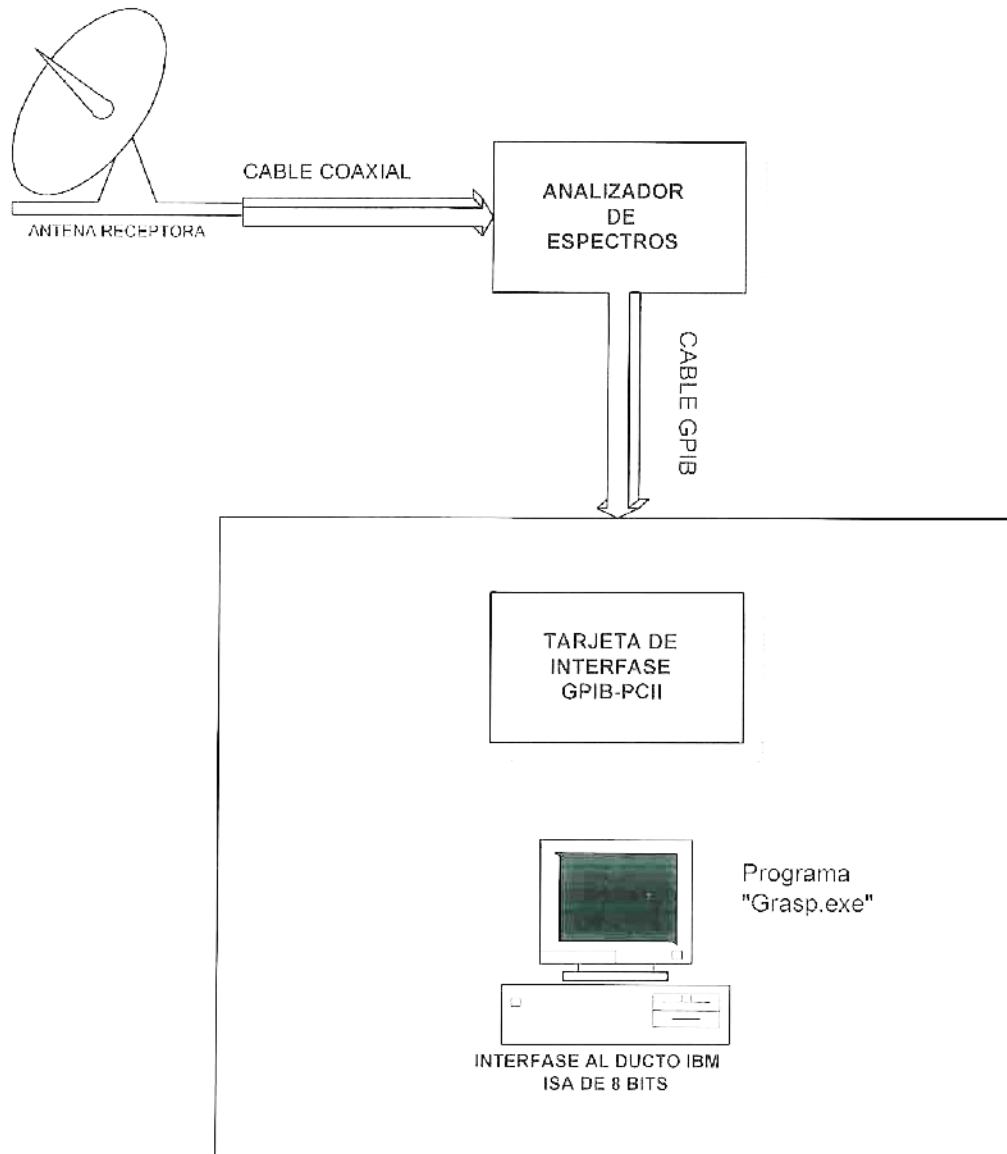 CABLE COAXIAL
ANTENA RECEPTORA
ANALIZADOR
DE
ESPECTROS
CABLE GPIB
TARJETA DE
INTERFASE
GPIB-PCII
Programa
"Grasp.exe"
INTERFASE AL DUCTO IBM
ISA DE 8 BITS